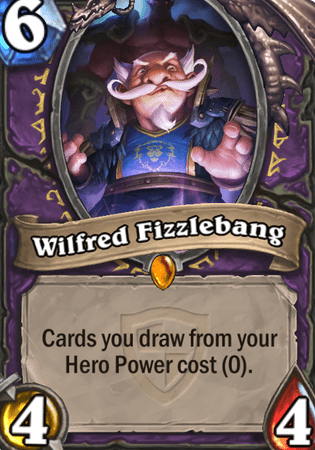 6
Wilfred Fizzlebang
Cards you draw from your
Hero Power cost (0).
4 4